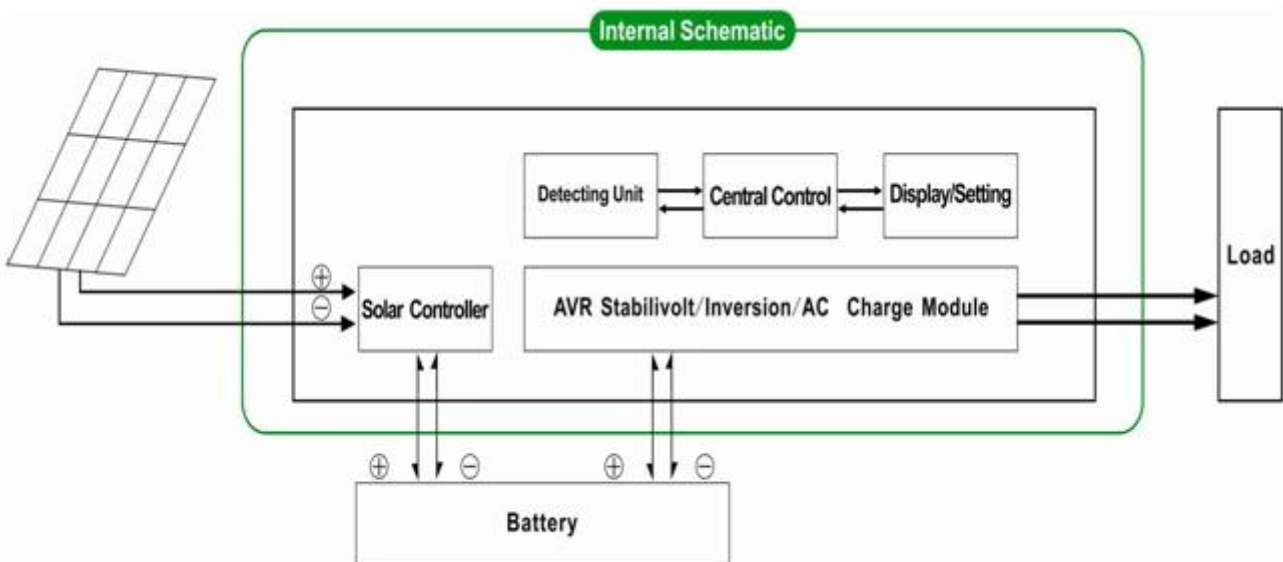 Internal Schematic
Detecting Unit
Central Control
Display/Setting
Load
⊕
⊖
Solar Controller
AVR Stabilivolt/Inversion/AC Charge Module
⊕ ⊖ ⊕ ⊖
Battery